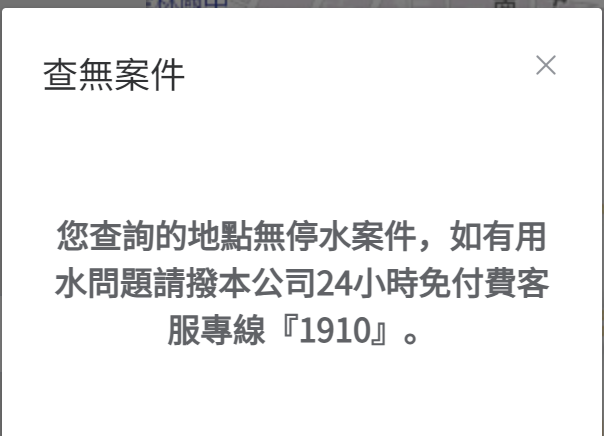 查無案件
您查詢的地點無停水案件，如有用
水問題請撥本公司24小時免付費客
服專線『1910』。